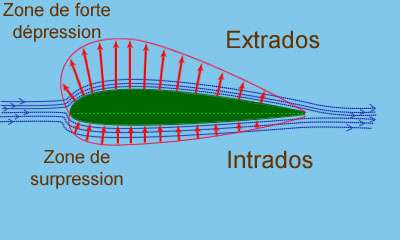 Zone de forte
dépression
Extrados
Zone de
surpression
Intrados